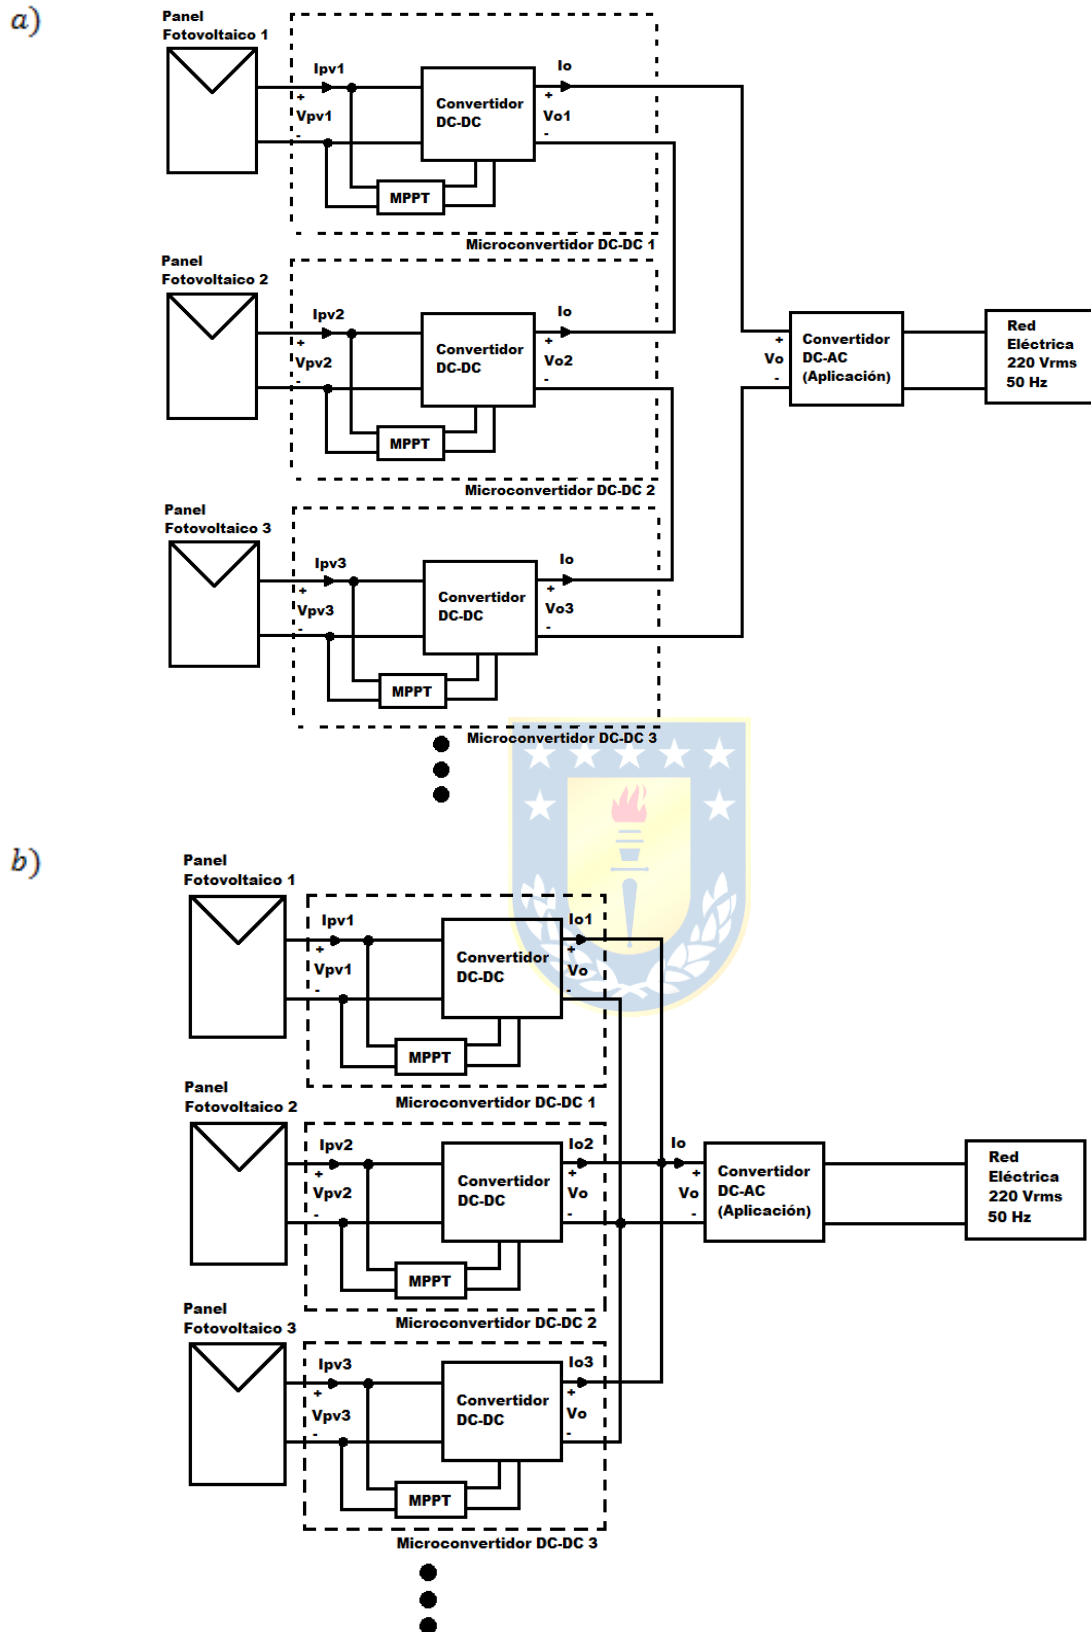 a)
Panel
Fotovoltaico 1
Ipv1
+
Vpv1
-
Convertidor
DC-DC
MPPT
Io
+
Vo1
-
Microconvertidor DC-DC 1
Panel
Fotovoltaico 2
Ipv2
+
Vpv2
-
Convertidor
DC-DC
MPPT
Io
+
Vo2
-
Microconvertidor DC-DC 2
+
Vo
-
Convertidor
DC-AC
(Aplicación)
Red
Eléctrica
220 Vrms
50 Hz
Panel
Fotovoltaico 3
Ipv3
+
Vpv3
-
Convertidor
DC-DC
MPPT
Io
+
Vo3
-
Microconvertidor DC-DC 3
b)
Panel
Fotovoltaico 1
Ipv1
+
Vpv1
-
Convertidor
DC-DC
MPPT
Io1
+
Vo
-
Microconvertidor DC-DC 1
Panel
Fotovoltaico 2
Ipv2
+
Vpv2
-
Convertidor
DC-DC
MPPT
Io2
+
Vo
-
Microconvertidor DC-DC 2
Io
+
Vo
-
Convertidor
DC-AC
(Aplicación)
Red
Eléctrica
220 Vrms
50 Hz
Panel
Fotovoltaico 3
Ipv3
+
Vpv3
-
Convertidor
DC-DC
MPPT
Io3
+
Vo
-
Microconvertidor DC-DC 3